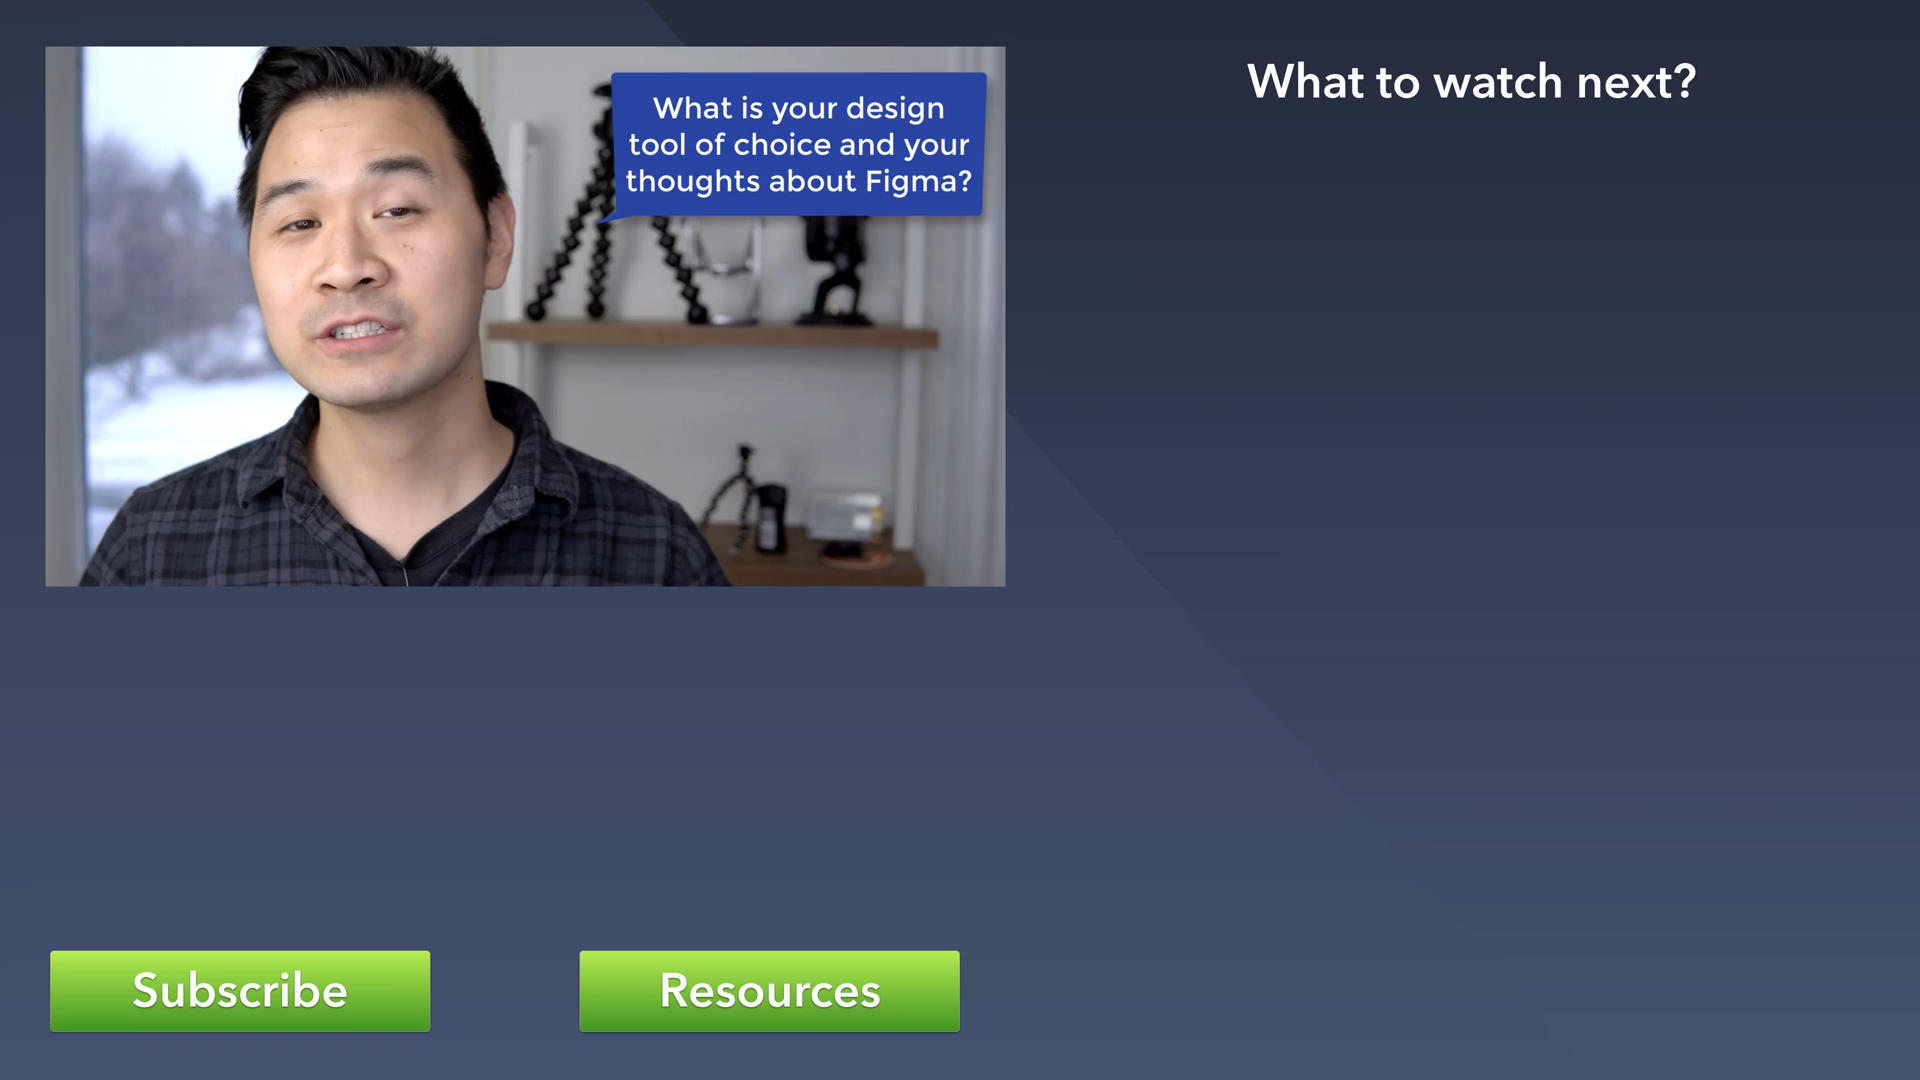 What is your design
tool of choice and your
thoughts about Figma?
What to watch next?
Subscribe
Resources